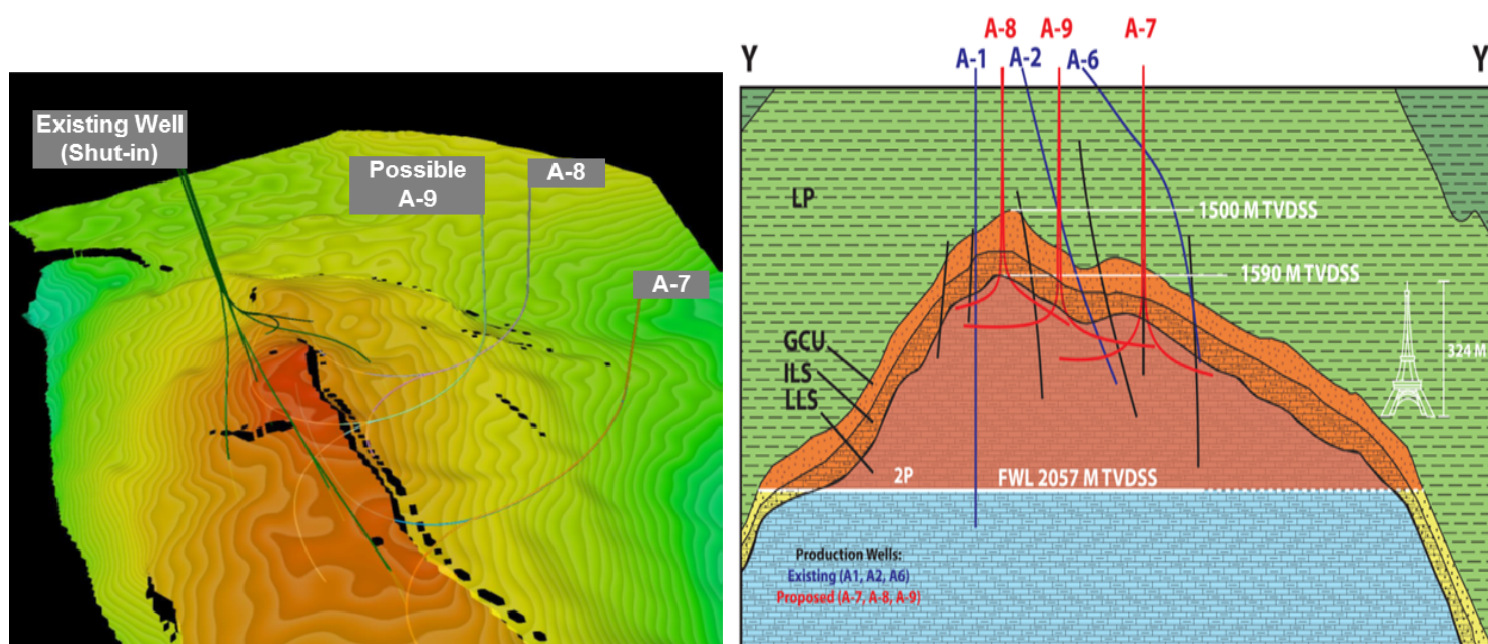 Existing Well
(Shut-in)
Possible
A-9
A-8
A-7
Y
A-8
A-9
A-7
Y
A-1
A-2
A-6
LP
1500 M TVDSS
1590 M TVDSS
GCU
ILS
LLS
324 M
2P
FWL 2057 M TVDSS
Production Wells:
Existing (A1, A2, A6)
Proposed (A-7, A-8, A-9)